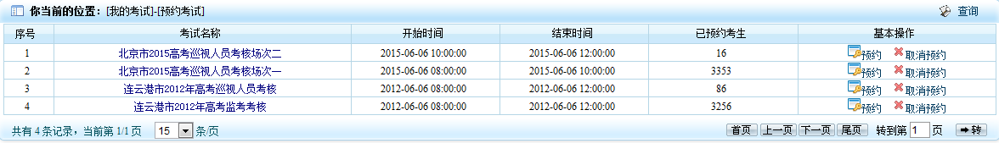 你当前的位置：[我的考试]-[预约考试] 查询
序号 考试名称 开始时间 结束时间 已预约考生 基本操作
1 北京市2015高考巡视人员考核场次二 2015-06-06 10:00:00 2015-06-06 12:00:00 16 预约 取消预约
2 北京市2015高考巡视人员考核场次一 2015-06-06 08:00:00 2015-06-06 10:00:00 3353 预约 取消预约
3 连云港市2012年高考巡视人员考核 2012-06-06 08:00:00 2012-06-06 12:00:00 86 预约 取消预约
4 连云港市2012年高考监考考核 2012-06-06 08:00:00 2012-06-06 12:00:00 3256 预约 取消预约
共有 4 条记录，当前第 1/1 页 15 条/页 首页 上一页 下一页 尾页 转到第 1 页 转